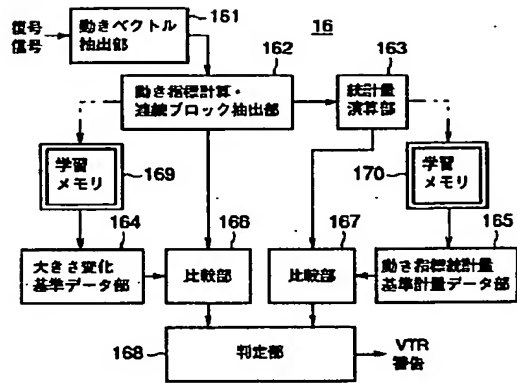 復号
信号
動きベクトル
抽出部
161
16
162
163
動き指標計算・
連続ブロック抽出部
統計量
演算部
学習
メモリ
169
170
学習
メモリ
164
166
167
165
大きさ変化
基準データ部
比較部
比較部
動き指標統計量
基準計量データ部
168
判定部
VTR
警告